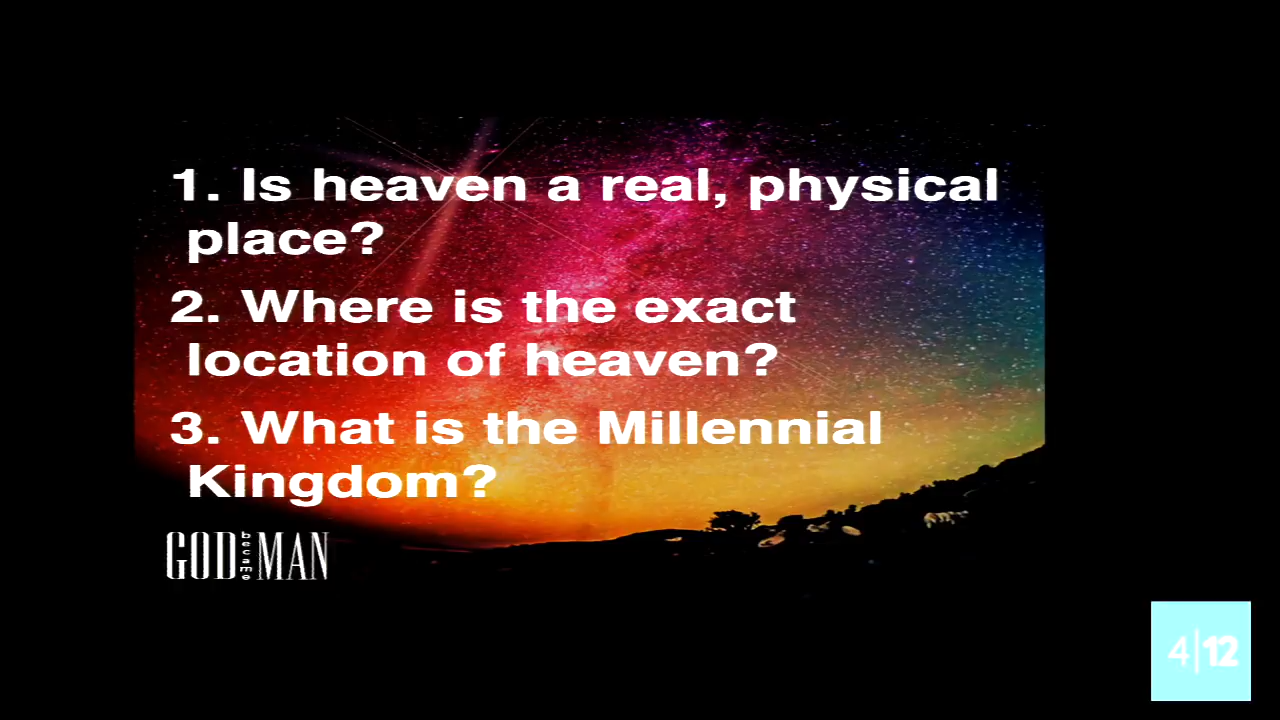 1. Is heaven a real, physical
place?
2. Where is the exact
location of heaven?
3. What is the Millennial
Kingdom?
GOD became MAN
4|12